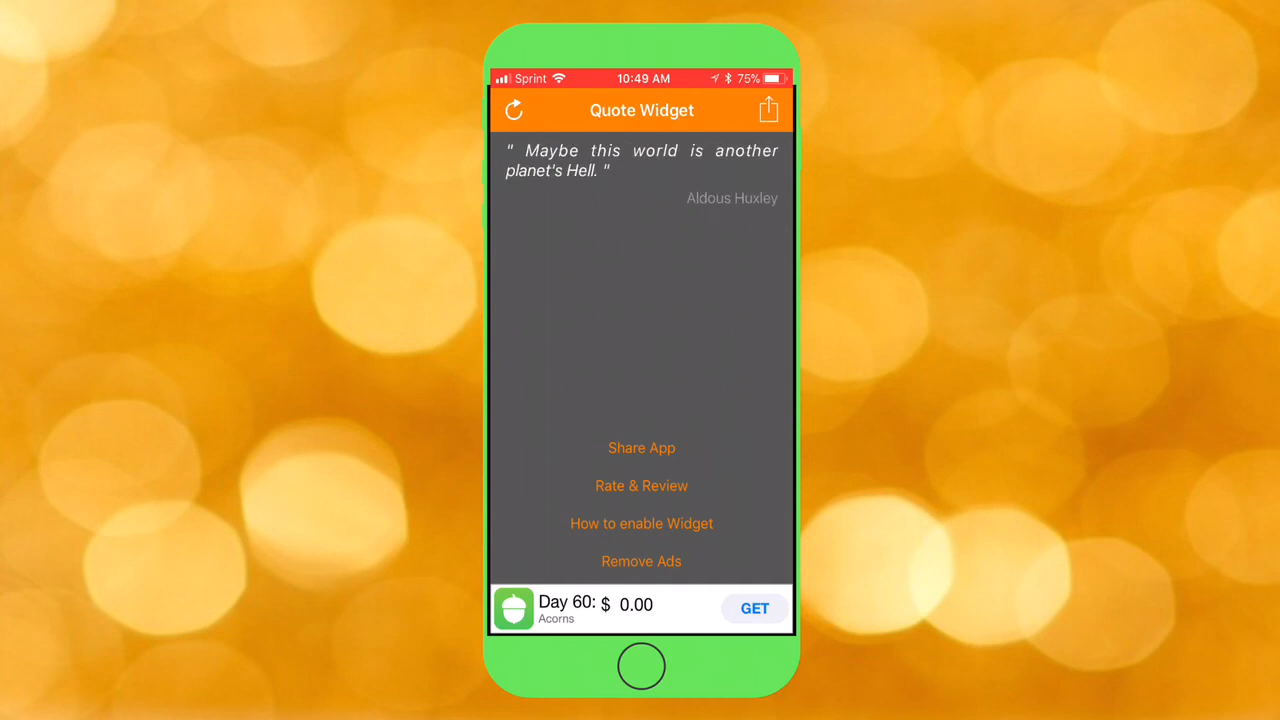 Sprint 10:49 AM 75%
Quote Widget
" Maybe this world is another
planet's Hell. "
Aldous Huxley
Share App
Rate & Review
How to enable Widget
Remove Ads
Day 60: $ 0.00
Acorns
GET